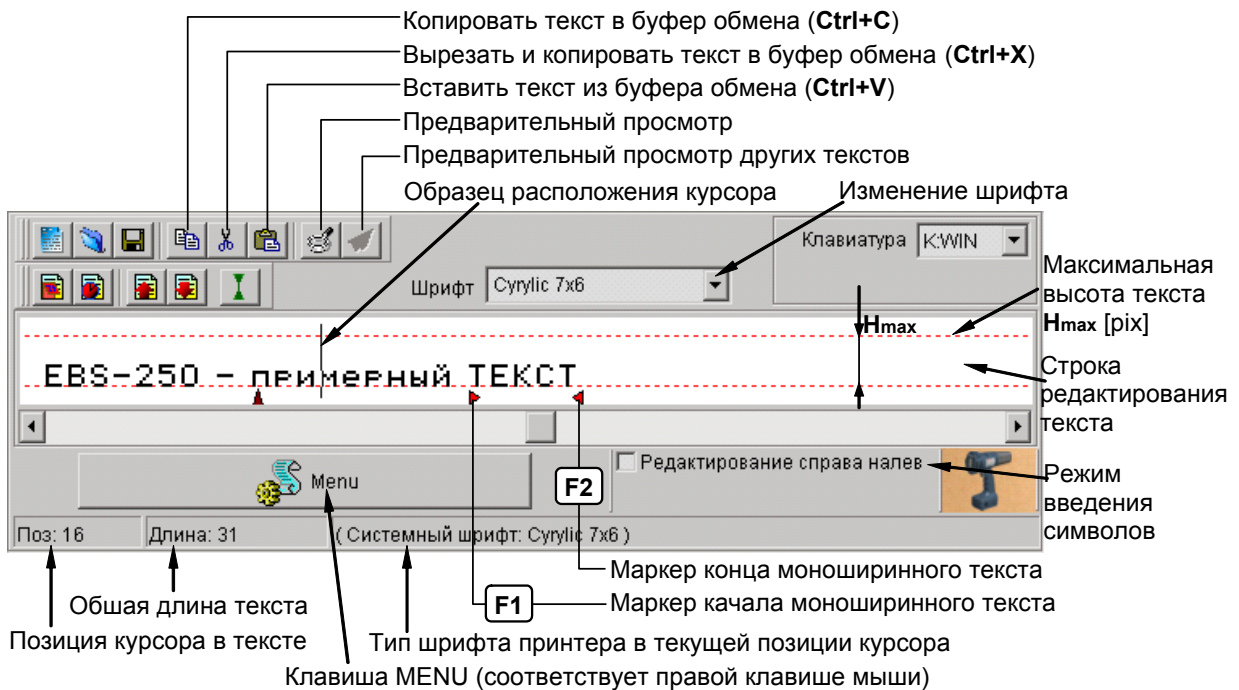 Копировать текст в буфер обмена (Ctrl+C)
Вырезать и копировать текст в буфер обмена (Ctrl+X)
Вставить текст из буфера обмена (Ctrl+V)
Предварительный просмотр
Предварительный просмотр других текстов
Образец расположения курсора
Изменение шрифта
Клавиатура K:WIN
Шрифт Cyrylic 7x6
Максимальная
высота текста
Hmax [pix]
Hmax
EBS-250 - примерный ТЕКСТ
Строка
редактирования
текста
Menu
F2
Редактирование справа налев
Режим
введения
символов
Поз: 16
Длина: 31
( Системный шрифт: Cyrylic 7x6 )
Маркер конца моноширинного текста
F1
Маркер качала моноширинного текста
Обшая длина текста
Позиция курсора в тексте
Тип шрифта принтера в текущей позиции курсора
Клавиша MENU (соответствует правой клавише мыши)